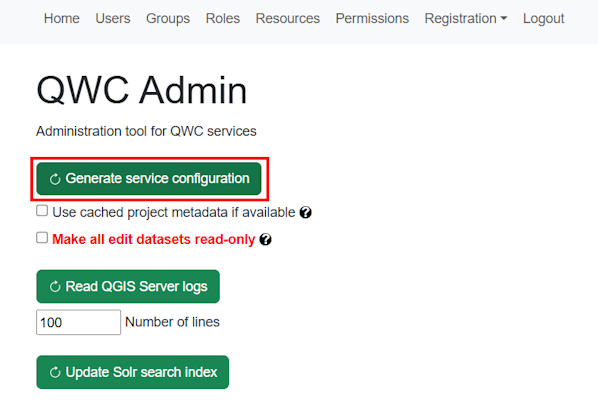 Home Users Groups Roles Resources Permissions Registration Logout
QWC Admin
Administration tool for QWC services
Generate service configuration
Use cached project metadata if available ?
Make all edit datasets read-only ?
Read QGIS Server logs
100 Number of lines
Update Solr search index